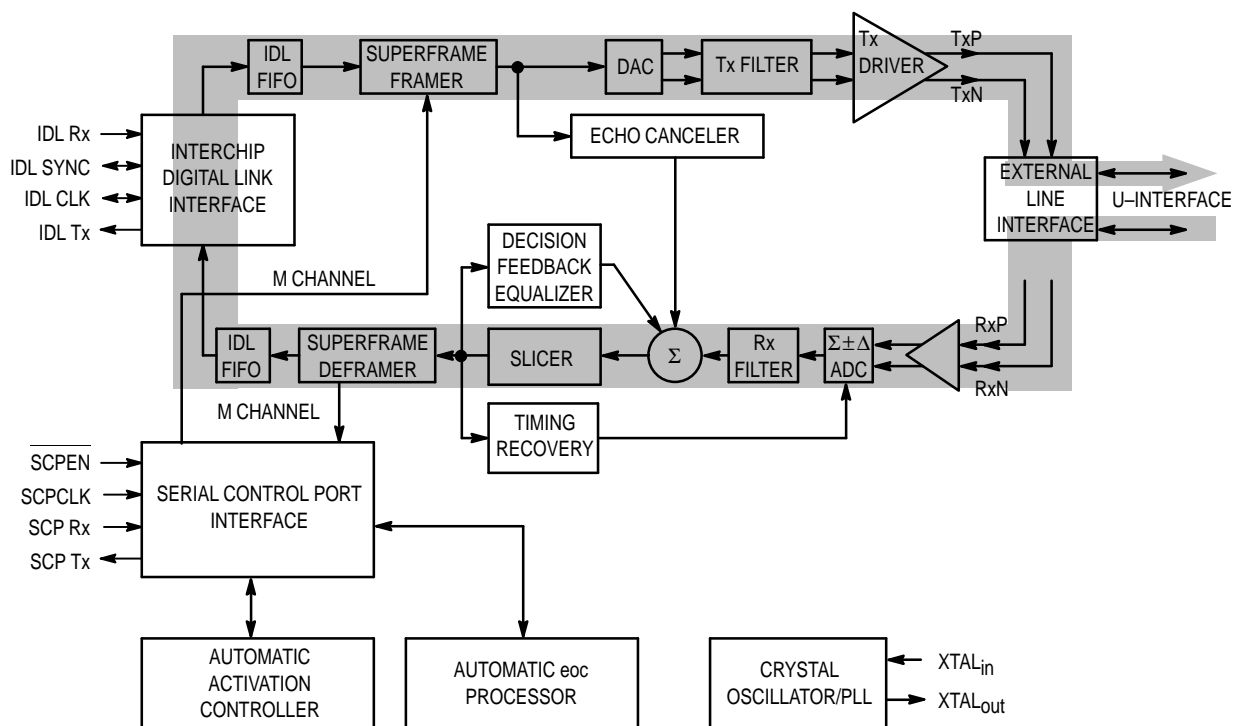 IDL
FIFO
SUPERFRAME
FRAMER
DAC
Tx FILTER
Tx
DRIVER
TxP
TxN
ECHO CANCELER
IDL Rx
IDL SYNC
IDL CLK
IDL Tx
INTERCHIP
DIGITAL LINK
INTERFACE
EXTERNAL
LINE
INTERFACE
U–INTERFACE
M CHANNEL
DECISION
FEEDBACK
EQUALIZER
IDL
FIFO
SUPERFRAME
DEFRAMER
SLICER
Σ
Rx
FILTER
Σ±Δ
ADC
RxP
RxN
M CHANNEL
TIMING
RECOVERY
SCPEN
SCPCLK
SCP Rx
SCP Tx
SERIAL CONTROL PORT
INTERFACE
AUTOMATIC
ACTIVATION
CONTROLLER
AUTOMATIC eoc
PROCESSOR
CRYSTAL
OSCILLATOR/PLL
XTALin
XTALout